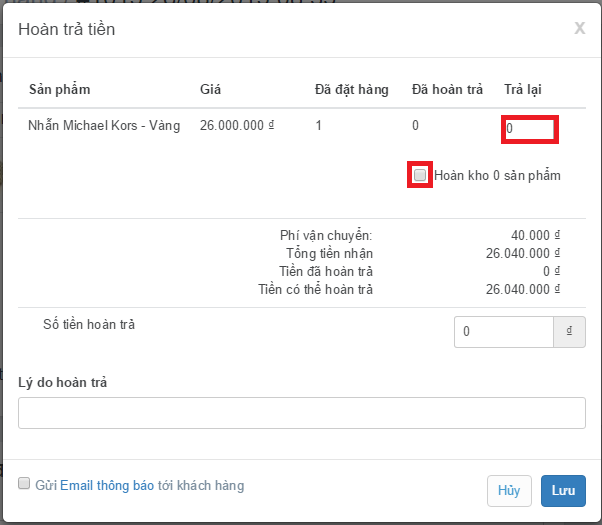 Hoàn trả tiền X
Sản phẩm Giá Đã đặt hàng Đã hoàn trả Trả lại
Nhẫn Michael Kors - Vàng 26.000.000 ₫ 1 0 0
Hoàn kho 0 sản phẩm
Phí vận chuyển: 40.000 ₫
Tổng tiền nhận 26.040.000 ₫
Tiền đã hoàn trả 0 ₫
Tiền có thể hoàn trả 26.040.000 ₫
Số tiền hoàn trả 0 ₫
Lý do hoàn trả
Gửi Email thông báo tới khách hàng Hủy Lưu